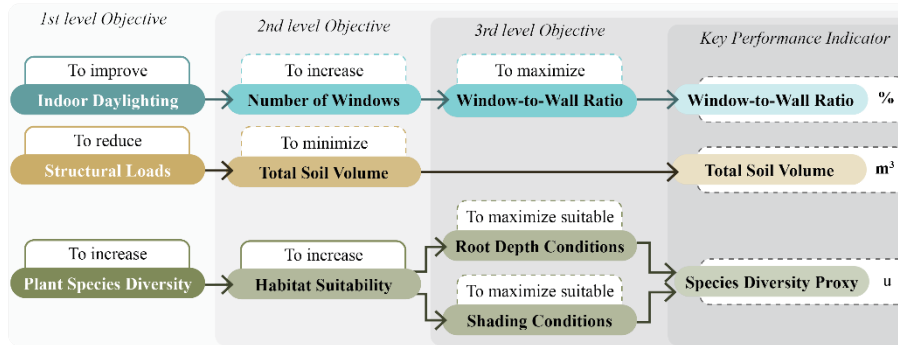 1st level Objective
2nd level Objective
3rd level Objective
Key Performance Indicator
To improve
Indoor Daylighting
To increase
Number of Windows
To maximize
Window-to-Wall Ratio
Window-to-Wall Ratio
%
To reduce
Structural Loads
To minimize
Total Soil Volume
Total Soil Volume
m³
To increase
Plant Species Diversity
To increase
Habitat Suitability
To maximize suitable
Root Depth Conditions
To maximize suitable
Shading Conditions
Species Diversity Proxy
u